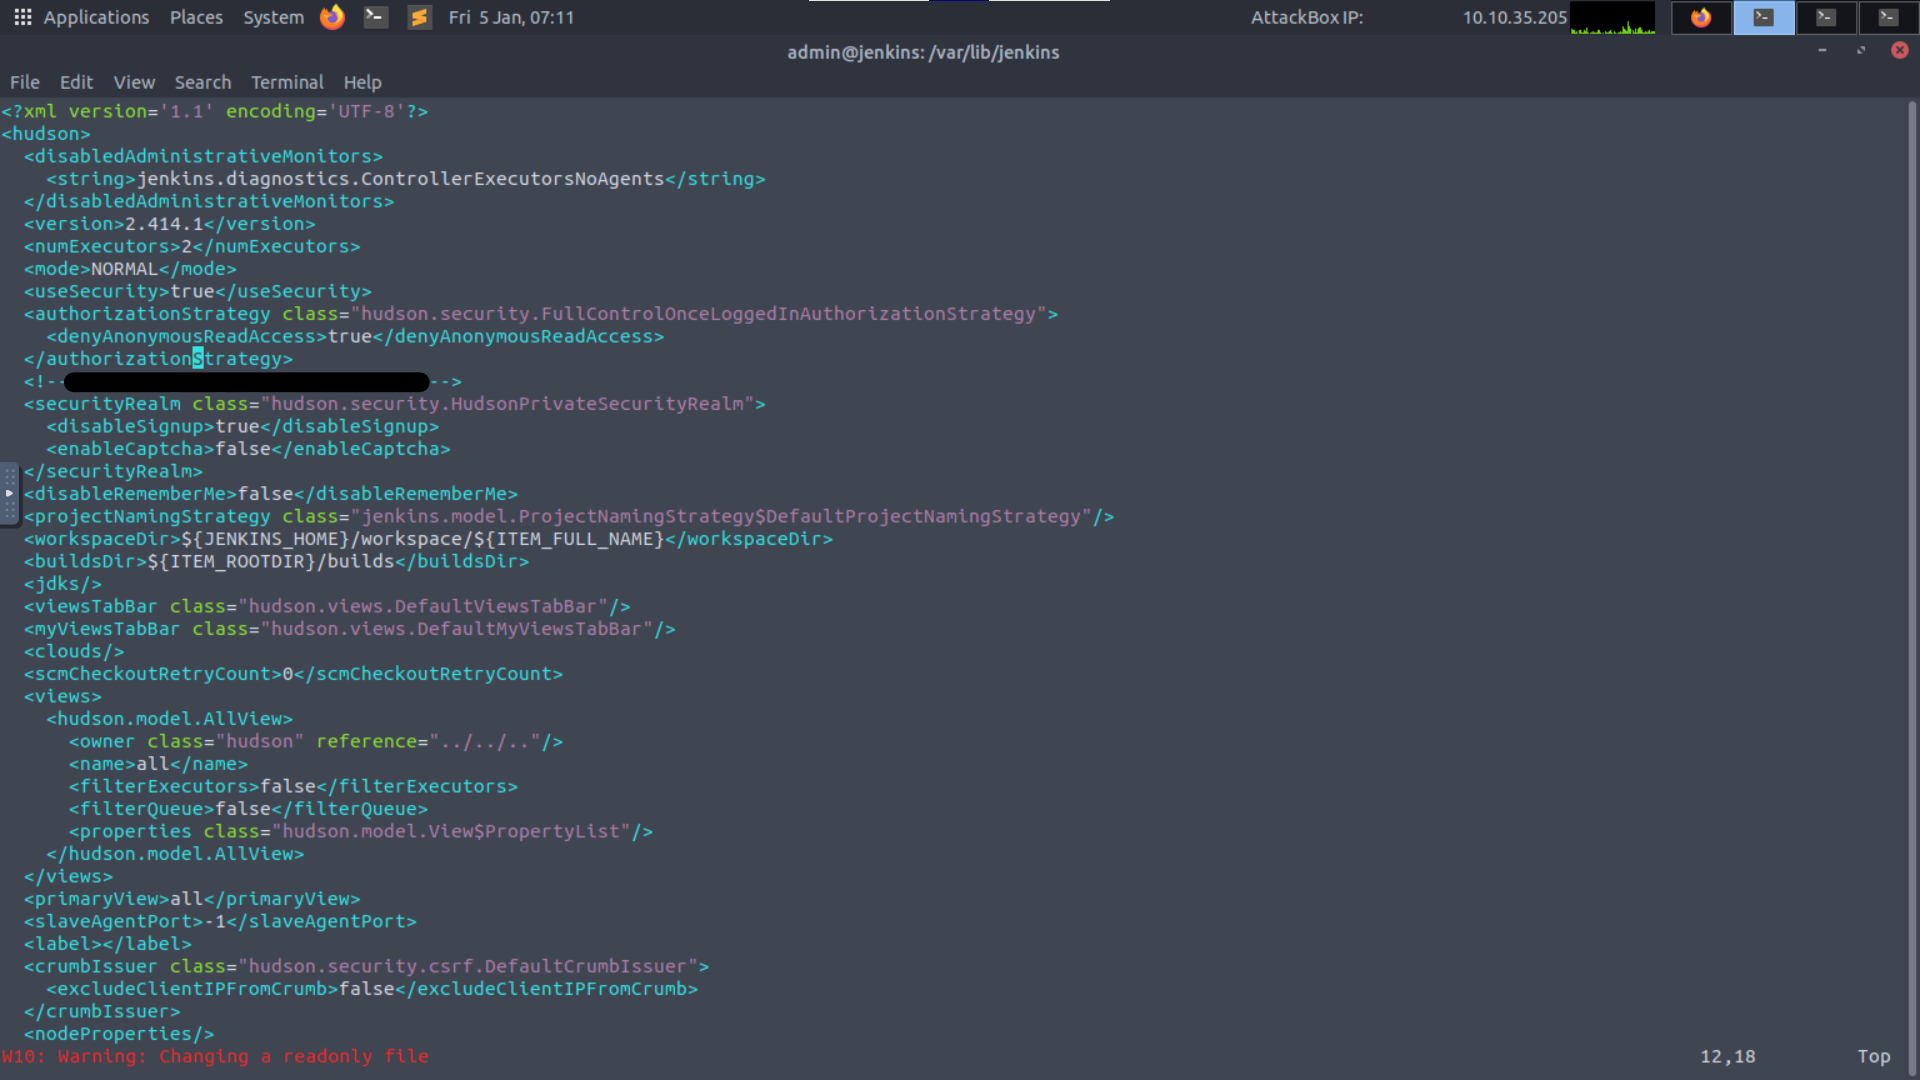 Applications Places System Fri 5 Jan, 07:11 AttackBox IP: 10.10.35.205
admin@jenkins: /var/lib/jenkins
File Edit View Search Terminal Help
<?xml version='1.1' encoding='UTF-8'?>
<hudson>
  <disabledAdministrativeMonitors>
    <string>jenkins.diagnostics.ControllerExecutorsNoAgents</string>
  </disabledAdministrativeMonitors>
  <version>2.414.1</version>
  <numExecutors>2</numExecutors>
  <mode>NORMAL</mode>
  <useSecurity>true</useSecurity>
  <authorizationStrategy class="hudson.security.FullControlOnceLoggedInAuthorizationStrategy">
    <denyAnonymousReadAccess>true</denyAnonymousReadAccess>
  </authorizationStrategy>
  <!-- -->
  <securityRealm class="hudson.security.HudsonPrivateSecurityRealm">
    <disableSignup>true</disableSignup>
    <enableCaptcha>false</enableCaptcha>
  </securityRealm>
  <disableRememberMe>false</disableRememberMe>
  <projectNamingStrategy class="jenkins.model.ProjectNamingStrategy$DefaultProjectNamingStrategy"/>
  <workspaceDir>${JENKINS_HOME}/workspace/${ITEM_FULL_NAME}</workspaceDir>
  <buildsDir>${ITEM_ROOTDIR}/builds</buildsDir>
  <jdks/>
  <viewsTabBar class="hudson.views.DefaultViewsTabBar"/>
  <myViewsTabBar class="hudson.views.DefaultMyViewsTabBar"/>
  <clouds/>
  <scmCheckoutRetryCount>0</scmCheckoutRetryCount>
  <views>
    <hudson.model.AllView>
      <owner class="hudson" reference="../../.."/>
      <name>all</name>
      <filterExecutors>false</filterExecutors>
      <filterQueue>false</filterQueue>
      <properties class="hudson.model.View$PropertyList"/>
    </hudson.model.AllView>
  </views>
  <primaryView>all</primaryView>
  <slaveAgentPort>-1</slaveAgentPort>
  <label></label>
  <crumbIssuer class="hudson.security.csrf.DefaultCrumbIssuer">
    <excludeClientIPFromCrumb>false</excludeClientIPFromCrumb>
  </crumbIssuer>
  <nodeProperties/>
W10: Warning: Changing a readonly file 12,18 Top